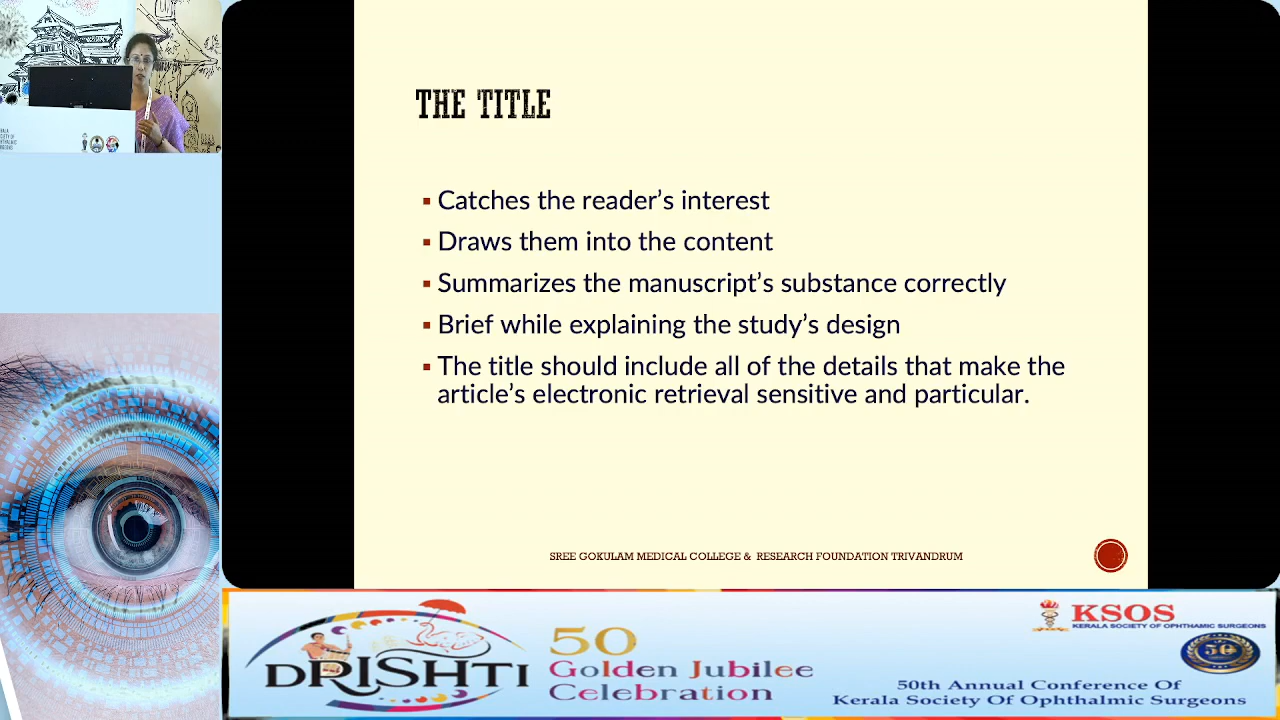 THE TITLE
Catches the reader’s interest
Draws them into the content
Summarizes the manuscript’s substance correctly
Brief while explaining the study’s design
The title should include all of the details that make the
article’s electronic retrieval sensitive and particular.
SREE GOKULAM MEDICAL COLLEGE & RESEARCH FOUNDATION TRIVANDRUM
DRISHTI
50
Golden Jubilee
Celebration
KSOS
KERALA SOCIETY OF OPHTHAMIC SURGEONS
50
50th Annual Conference Of
Kerala Society Of Ophthalmic Surgeons